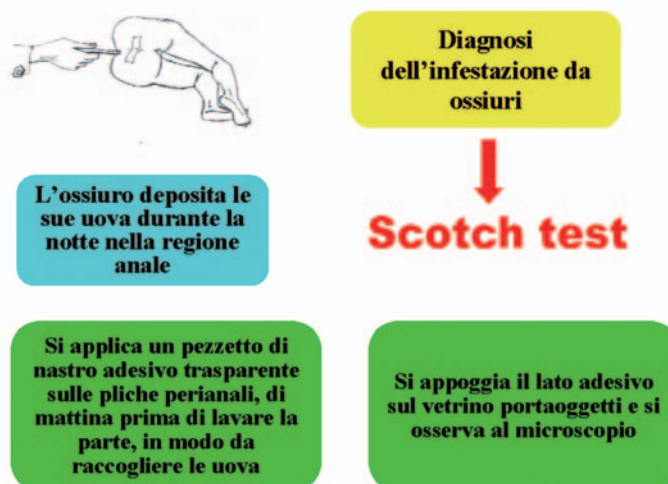 Diagnosi
dell'infestazione da
ossiuri
Scotch test
L'ossiuro deposita le
sue uova durante la
notte nella regione
anale
Si applica un pezzetto di
nastro adesivo trasparente
sulle pliche perianali, di
mattina prima di lavare la
parte, in modo da
raccogliere le uova
Si appoggia il lato adesivo
sul vetrino portaoggetti e si
osserva al microscopio